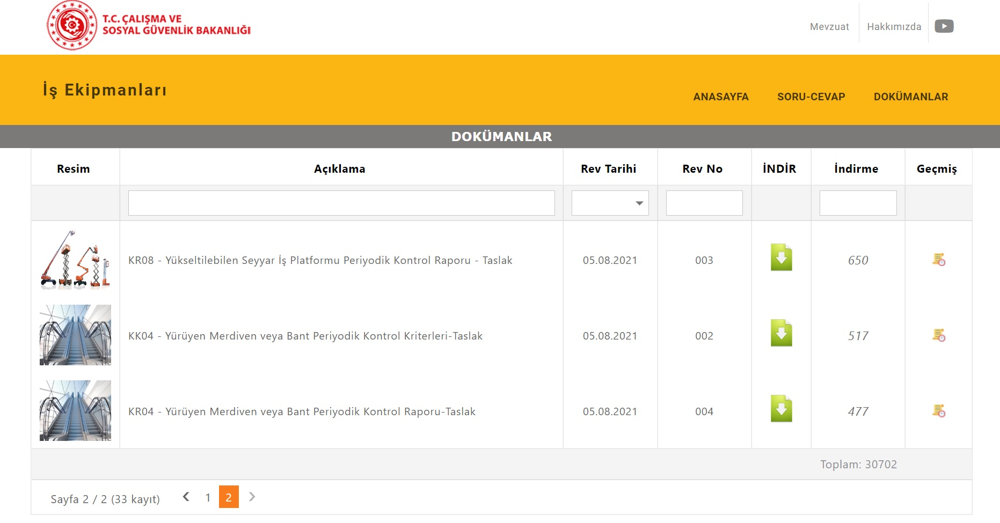 T.C. ÇALIŞMA VE
SOSYAL GÜVENLİK BAKANLIĞI
Mevzuat
Hakkımızda
İş Ekipmanları
ANASAYFA
SORU-CEVAP
DOKÜMANLAR
DOKÜMANLAR
Resim Açıklama Rev Tarihi Rev No İNDİR İndirme Geçmiş
KR08 - Yükseltilebilen Seyyar İş Platformu Periyodik Kontrol Raporu - Taslak 05.08.2021 003 650
KK04 - Yürüyen Merdiven veya Bant Periyodik Kontrol Kriterleri-Taslak 05.08.2021 002 517
KR04 - Yürüyen Merdiven veya Bant Periyodik Kontrol Raporu-Taslak 05.08.2021 004 477
Toplam: 30702
Sayfa 2 / 2 (33 kayıt) 1 2